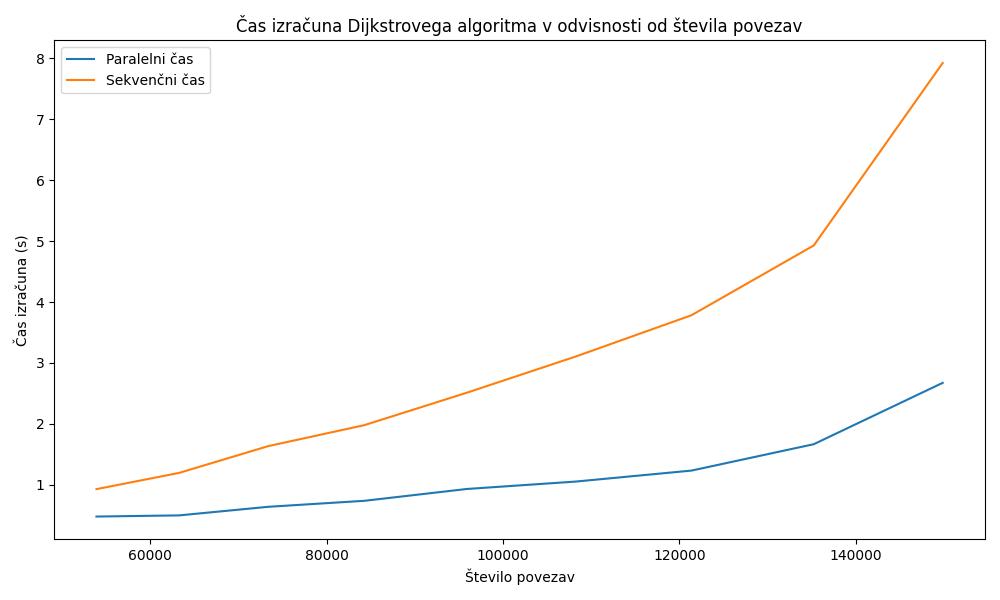 Čas izračuna Dijkstrovega algoritma v odvisnosti od števila povezav
Paralelni čas
Sekvenčni čas
Čas izračuna (s)
8
7
6
5
4
3
2
1
60000
80000
100000
120000
140000
Število povezav